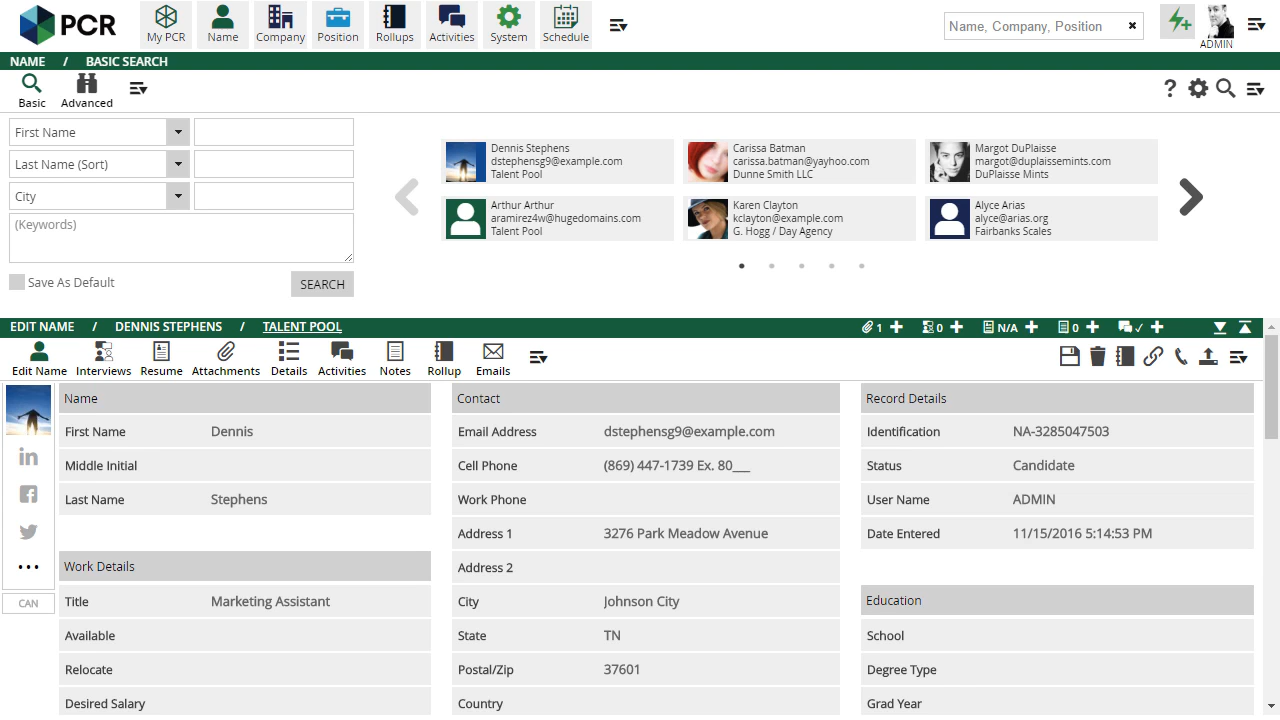 PCR
My PCR
Name
Company
Position
Rollups
Activities
System
Schedule
Name, Company, Position
ADMIN
NAME / BASIC SEARCH
Basic
Advanced
?
First Name
Last Name (Sort)
City
(Keywords)
Save As Default
SEARCH
Dennis Stephens
dstephensg9@example.com
Talent Pool
Carissa Batman
carissa.batman@yayhoo.com
Dunne Smith LLC
Margot DuPlaisse
margot@duplaissemints.com
DuPlaisse Mints
Arthur Arthur
aramirez4w@hugedomains.com
Talent Pool
Karen Clayton
kclayton@example.com
G. Hogg / Day Agency
Alyce Arias
alyce@arias.org
Fairbanks Scales
EDIT NAME / DENNIS STEPHENS / TALENT POOL
1
0
N/A
0
Edit Name
Interviews
Resume
Attachments
Details
Activities
Notes
Rollup
Emails
in
CAN
Name
First Name Dennis
Middle Initial
Last Name Stephens
Work Details
Title Marketing Assistant
Available
Relocate
Desired Salary
Contact
Email Address dstephensg9@example.com
Cell Phone (869) 447-1739 Ex. 80___
Work Phone
Address 1 3276 Park Meadow Avenue
Address 2
City Johnson City
State TN
Postal/Zip 37601
Country
Record Details
Identification NA-3285047503
Status Candidate
User Name ADMIN
Date Entered 11/15/2016 5:14:53 PM
Education
School
Degree Type
Grad Year